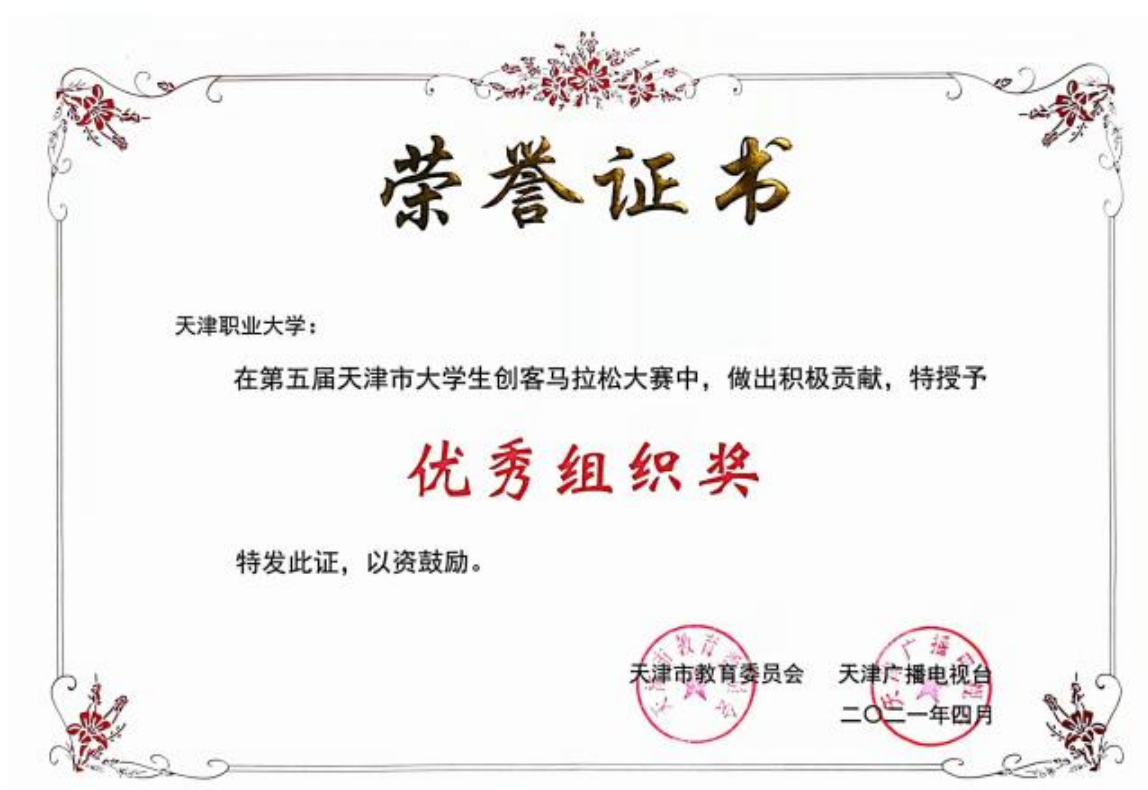 荣誉证书
天津职业大学：
在第五届天津市大学生创客马拉松大赛中，做出积极贡献，特授予
优秀组织奖
特发此证，以资鼓励。
天津市教育委员会 天津广播电视台
二〇二一年四月